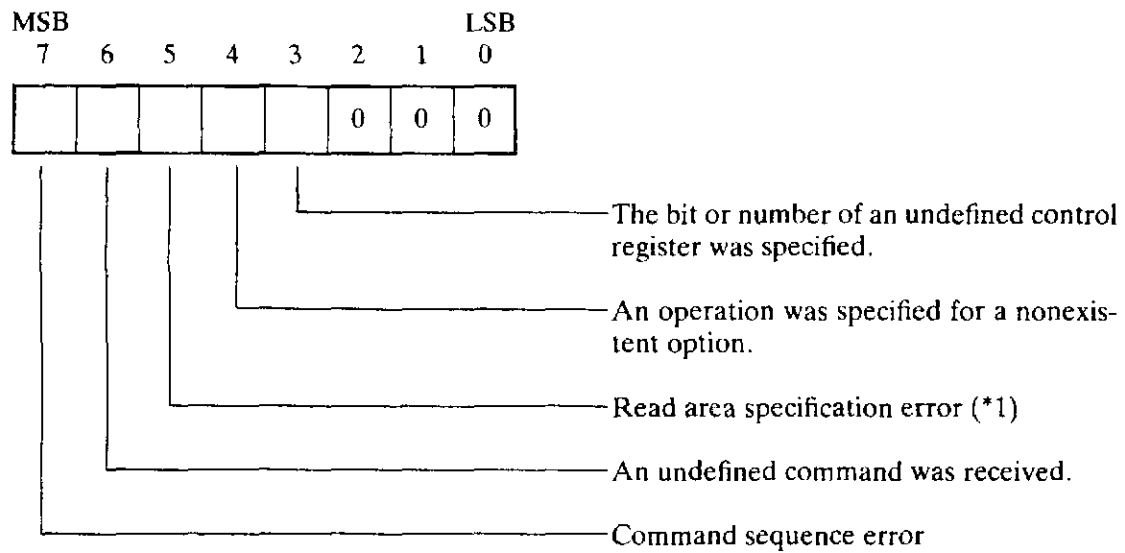 MSB LSB
7 6 5 4 3 2 1 0
0 0 0
The bit or number of an undefined control
register was specified.
An operation was specified for a nonexis-
tent option.
Read area specification error (*1)
An undefined command was received.
Command sequence error